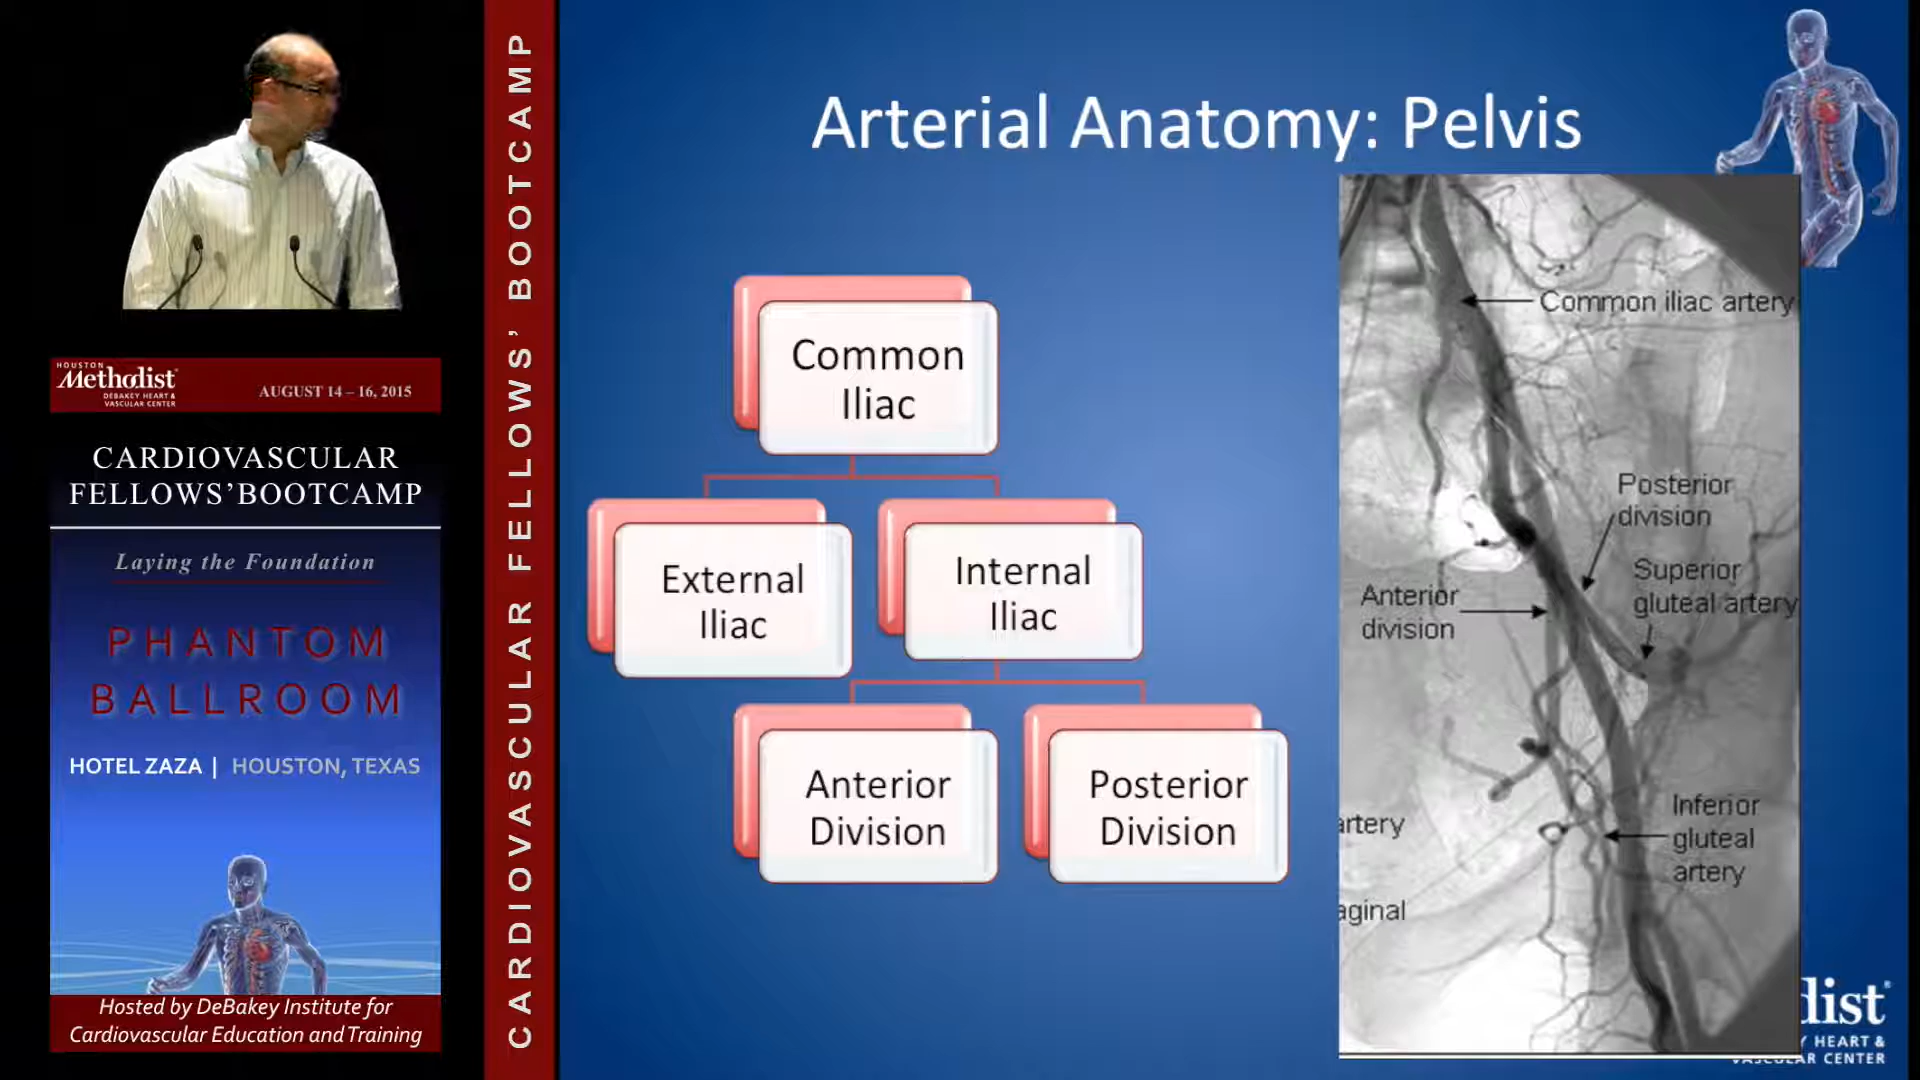 HOUSTON
Methodist
DEBAKEY HEART &
VASCULAR CENTER
AUGUST 14 – 16, 2015
CARDIOVASCULAR
FELLOWS’BOOTCAMP
Laying the Foundation
PHANTOM
BALLROOM
HOTEL ZAZA | HOUSTON, TEXAS
Hosted by DeBakey Institute for
Cardiovascular Education and Training
CARDIOVASCULAR FELLOWS’ BOOTCAMP
Arterial Anatomy: Pelvis
Common
Iliac
External
Iliac
Internal
Iliac
Anterior
Division
Posterior
Division
Common iliac artery
Posterior
division
Superior
gluteal artery
Anterior
division
Inferior
gluteal
artery
artery
aginal
dist
Y HEART &
VASCULAR CENTER